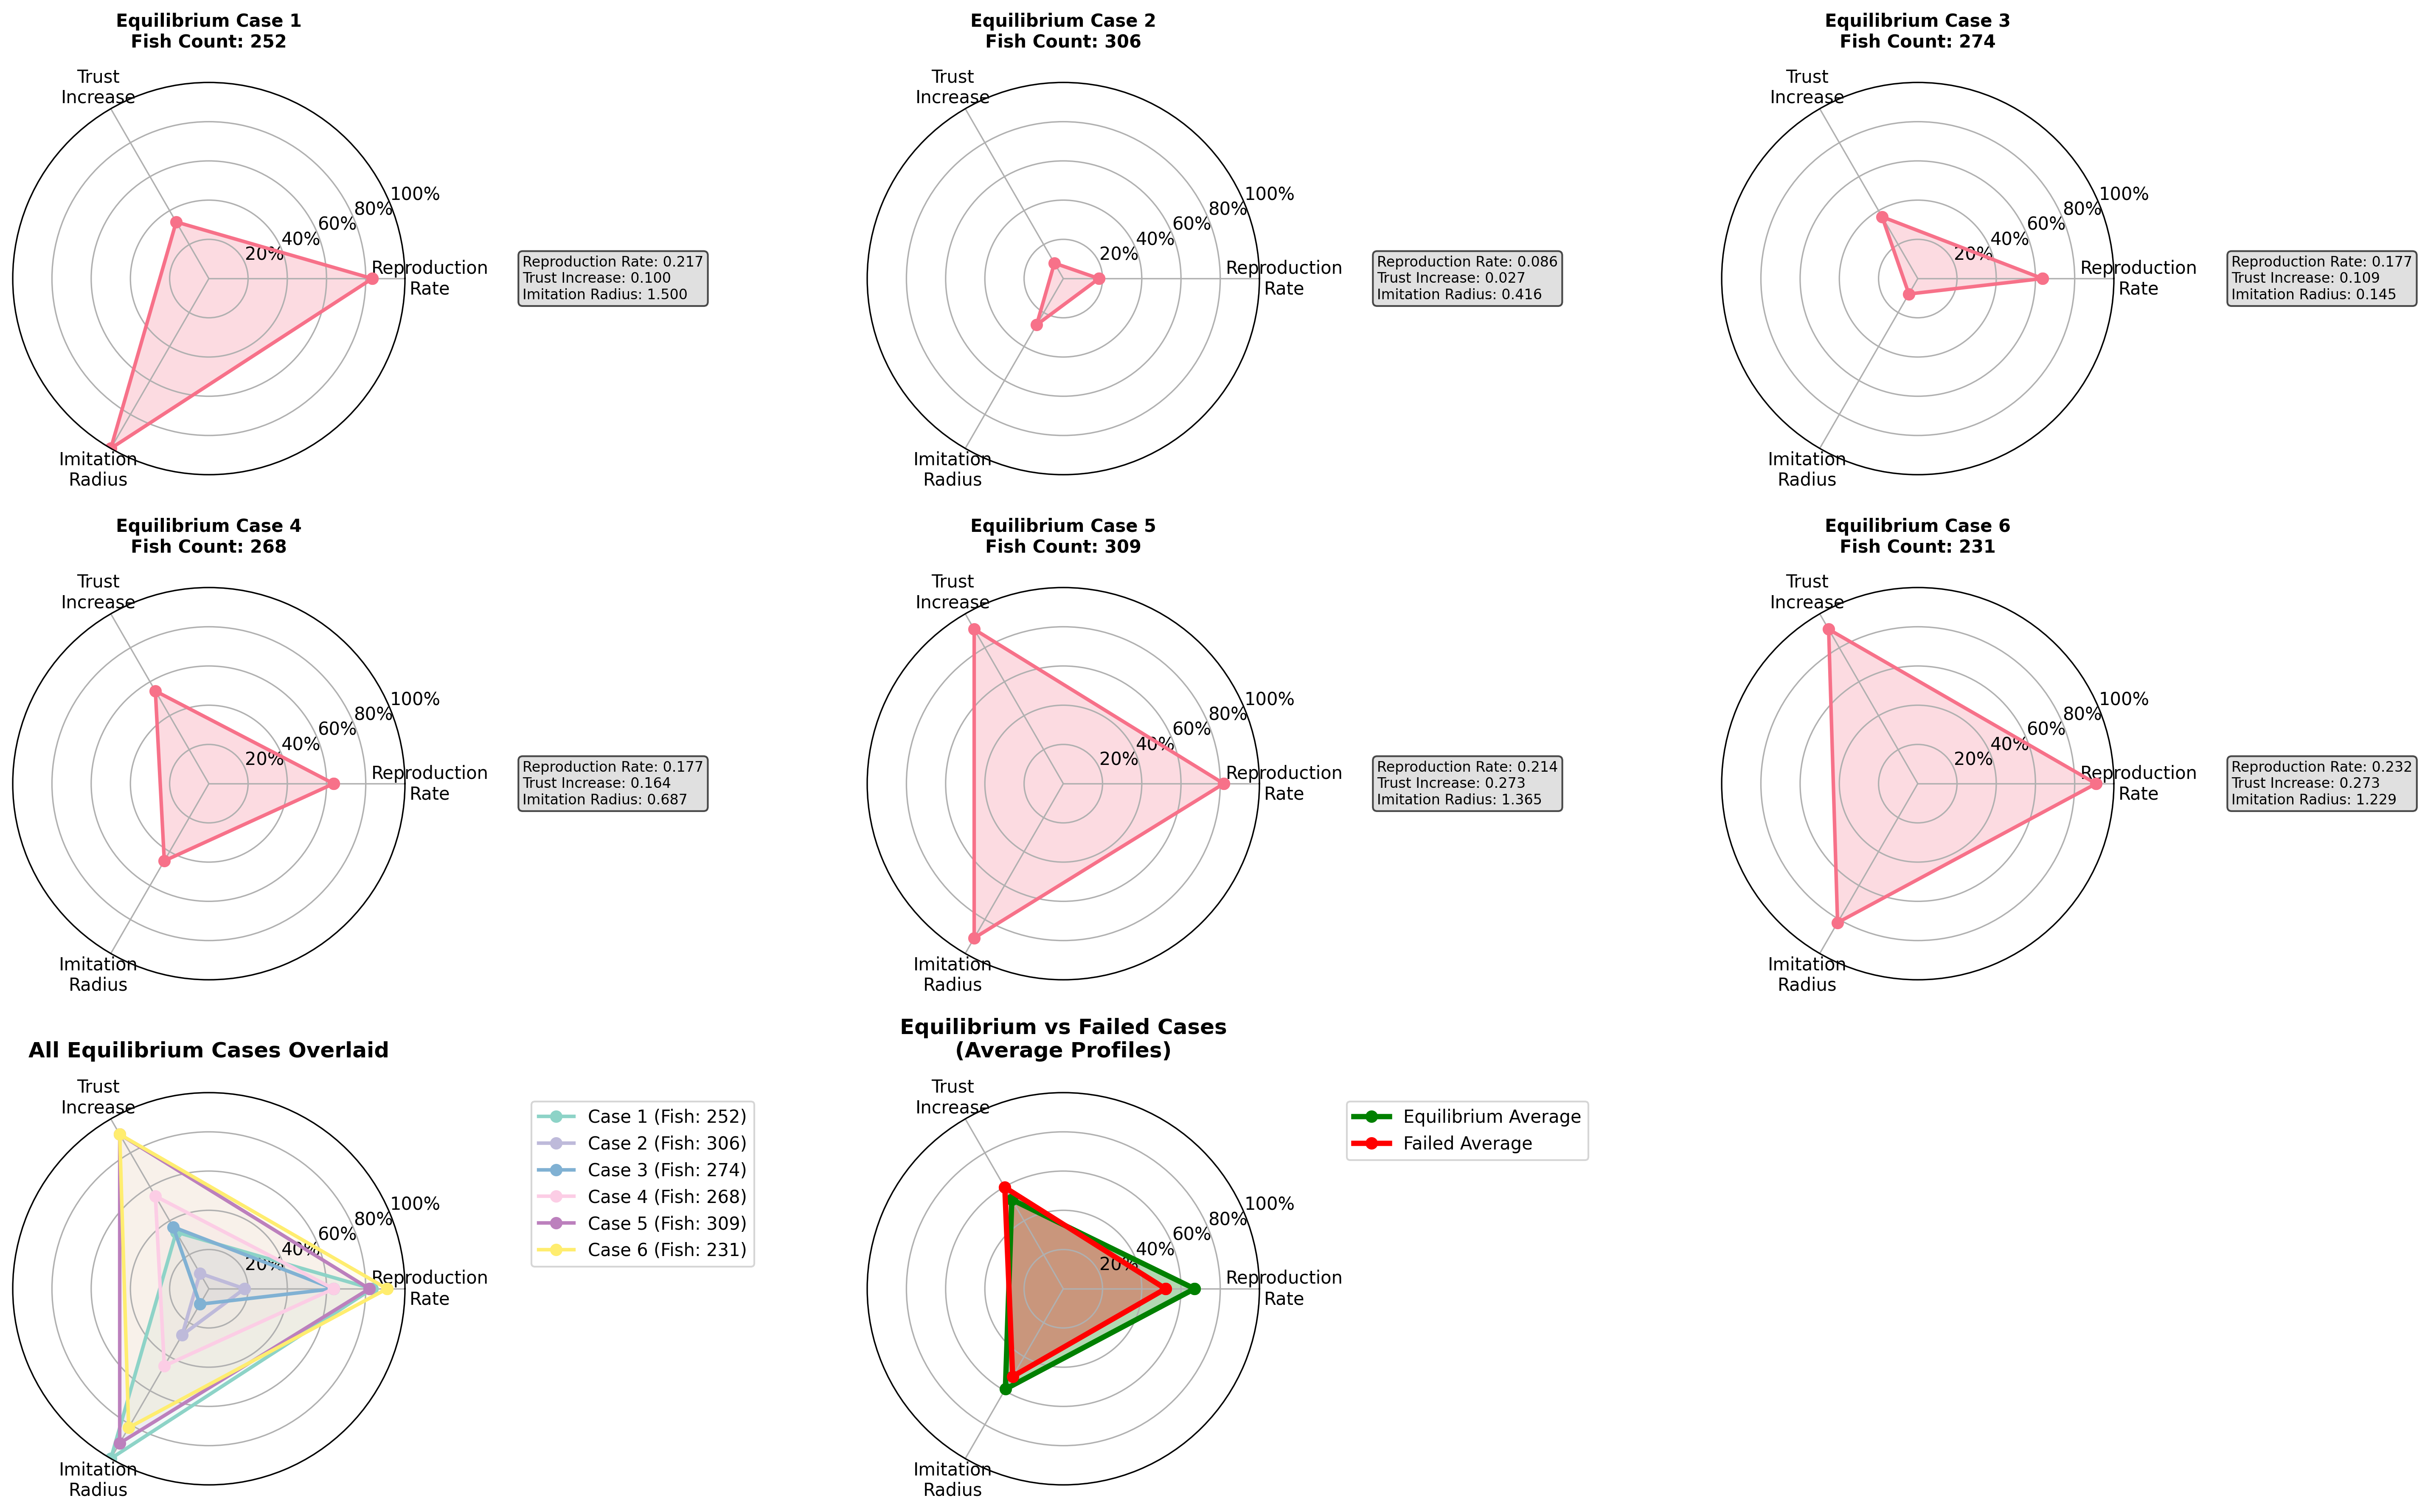 Equilibrium Case 1
Fish Count: 252
Trust
Increase
100%
80%
60%
40%
20%
Reproduction
Rate
Imitation
Radius
Reproduction Rate: 0.217
Trust Increase: 0.100
Imitation Radius: 1.500
Equilibrium Case 2
Fish Count: 306
Trust
Increase
100%
80%
60%
40%
20%
Reproduction
Rate
Imitation
Radius
Reproduction Rate: 0.086
Trust Increase: 0.027
Imitation Radius: 0.416
Equilibrium Case 3
Fish Count: 274
Trust
Increase
100%
80%
60%
40%
20%
Reproduction
Rate
Imitation
Radius
Reproduction Rate: 0.177
Trust Increase: 0.109
Imitation Radius: 0.145
Equilibrium Case 4
Fish Count: 268
Trust
Increase
100%
80%
60%
40%
20%
Reproduction
Rate
Imitation
Radius
Reproduction Rate: 0.177
Trust Increase: 0.164
Imitation Radius: 0.687
Equilibrium Case 5
Fish Count: 309
Trust
Increase
100%
80%
60%
40%
20%
Reproduction
Rate
Imitation
Radius
Reproduction Rate: 0.214
Trust Increase: 0.273
Imitation Radius: 1.365
Equilibrium Case 6
Fish Count: 231
Trust
Increase
100%
80%
60%
40%
20%
Reproduction
Rate
Imitation
Radius
Reproduction Rate: 0.232
Trust Increase: 0.273
Imitation Radius: 1.229
All Equilibrium Cases Overlaid
Trust
Increase
100%
80%
60%
40%
20%
Reproduction
Rate
Imitation
Radius
Case 1 (Fish: 252)
Case 2 (Fish: 306)
Case 3 (Fish: 274)
Case 4 (Fish: 268)
Case 5 (Fish: 309)
Case 6 (Fish: 231)
Equilibrium vs Failed Cases
(Average Profiles)
Trust
Increase
100%
80%
60%
40%
20%
Reproduction
Rate
Imitation
Radius
Equilibrium Average
Failed Average